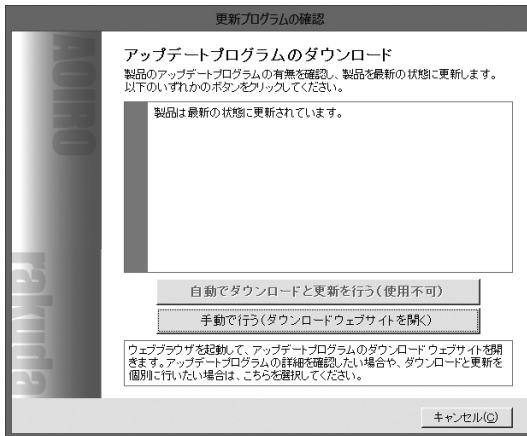 更新プログラムの確認
AOIRO
アップデートプログラムのダウンロード
製品のアップデートプログラムの有無を確認し、製品を最新の状態に更新します。
以下のいずれかのボタンをクリックしてください。
製品は最新の状態に更新されています。
自動でダウンロードと更新を行う(使用不可)
手動で行う(ダウンロードウェブサイトを開く)
rakuda
ウェブブラウザを起動して、アップデートプログラムのダウンロードウェブサイトを開
きます。アップデートプログラムの詳細を確認したい場合や、ダウンロードと更新を
個別に行いたい場合は、こちらを選択してください。
キャンセル(C)